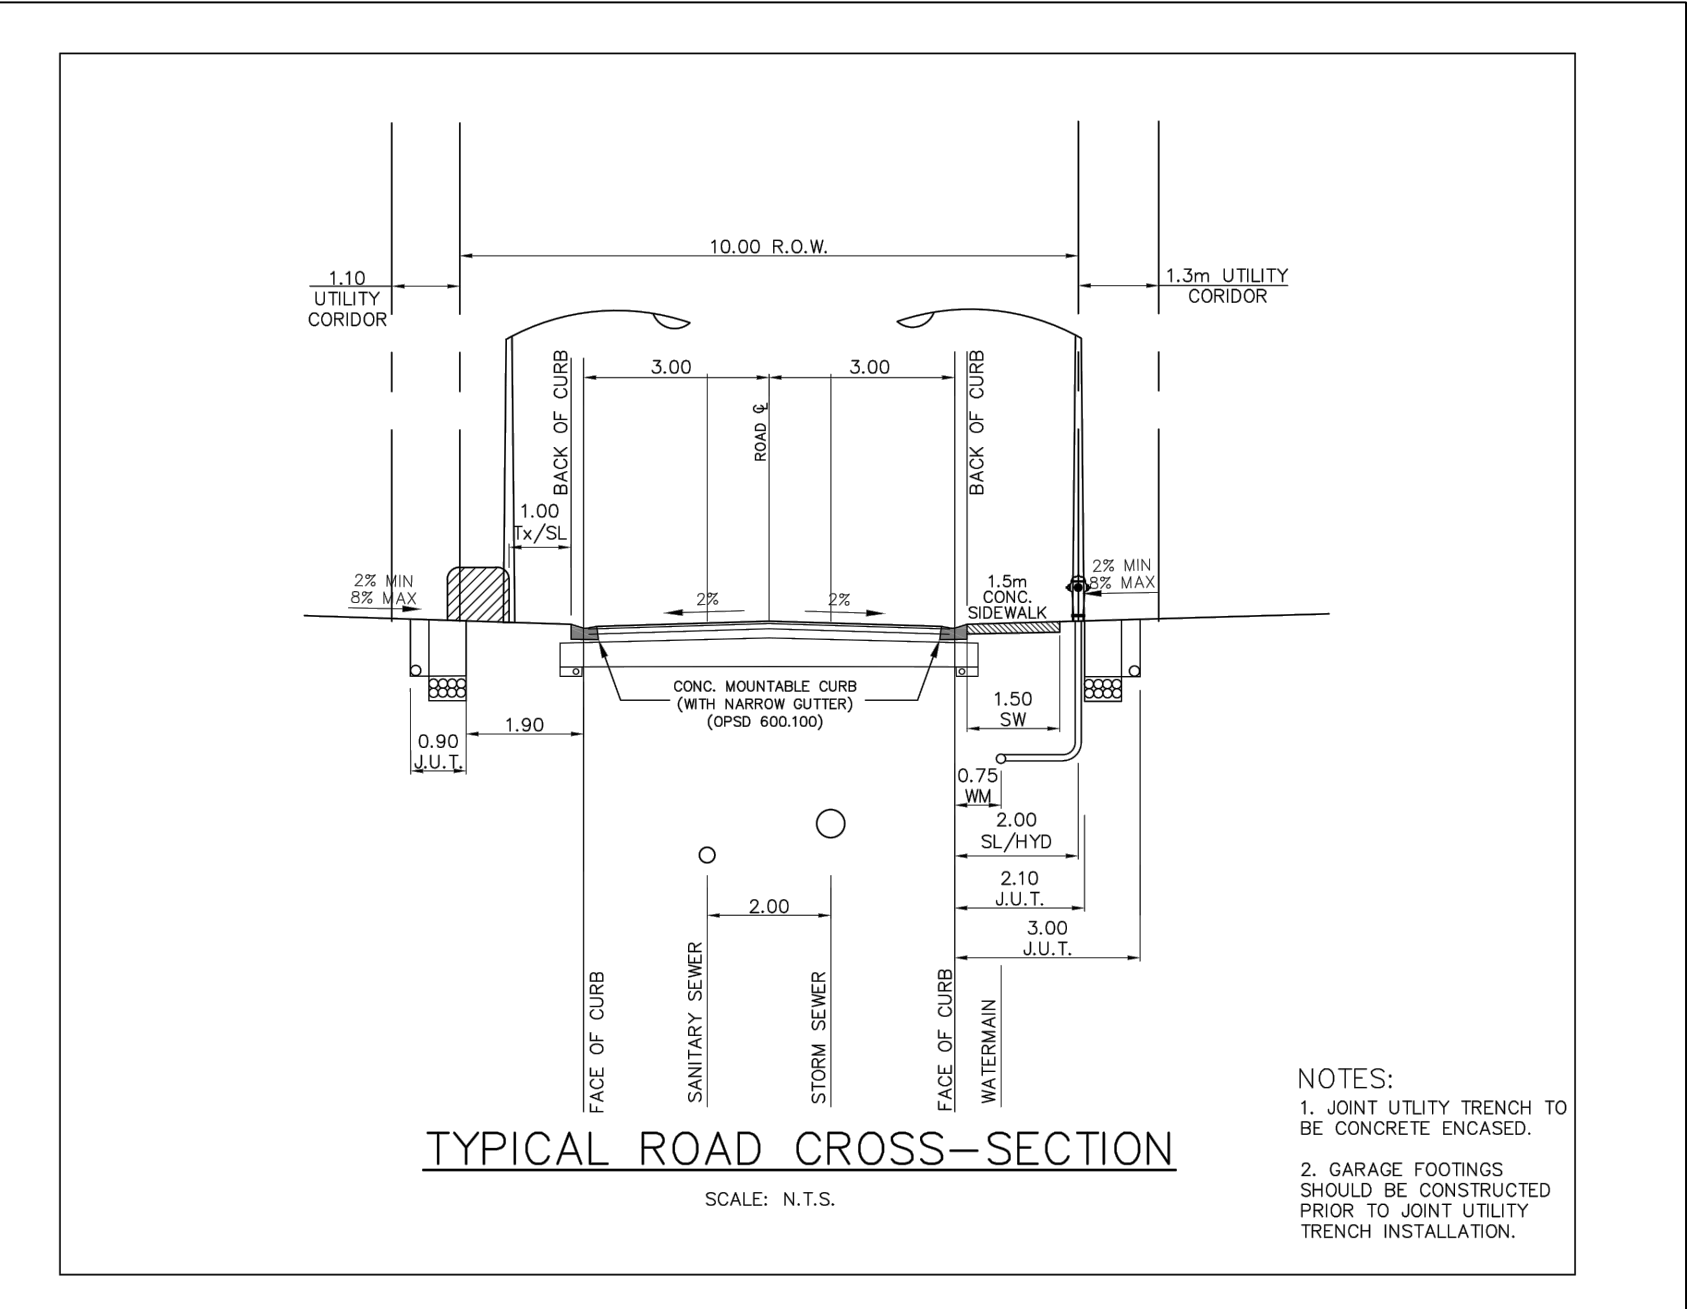 10.00 R.O.W.
1.10
UTILITY
CORIDOR
1.3m UTILITY
CORIDOR
BACK OF CURB
3.00
ROAD ℄
3.00
BACK OF CURB
1.00
Tx/SL
2% MIN
8% MAX
2%
2%
1.5m
CONC.
SIDEWALK
2% MIN
8% MAX
CONC. MOUNTABLE CURB
(WITH NARROW GUTTER)
(OPSD 600.100)
1.90
0.90
J.U.T.
1.50
SW
0.75
WM
2.00
SL/HYD
2.10
J.U.T.
3.00
J.U.T.
2.00
FACE OF CURB
SANITARY SEWER
STORM SEWER
FACE OF CURB
WATERMAIN
TYPICAL ROAD CROSS-SECTION
SCALE: N.T.S.
NOTES:
1. JOINT UTLITY TRENCH TO
BE CONCRETE ENCASED.
2. GARAGE FOOTINGS
SHOULD BE CONSTRUCTED
PRIOR TO JOINT UTILITY
TRENCH INSTALLATION.